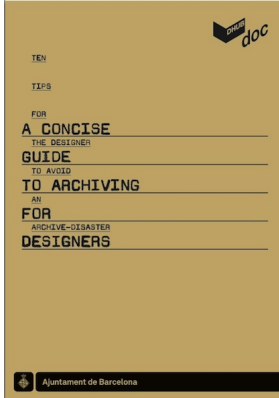 DHUB
doc
TEN
TIPS
FOR
A CONCISE
THE DESIGNER
GUIDE
TO AVOID
TO ARCHIVING
AN
FOR
ARCHIVE-DISASTER
DESIGNERS
Ajuntament de Barcelona